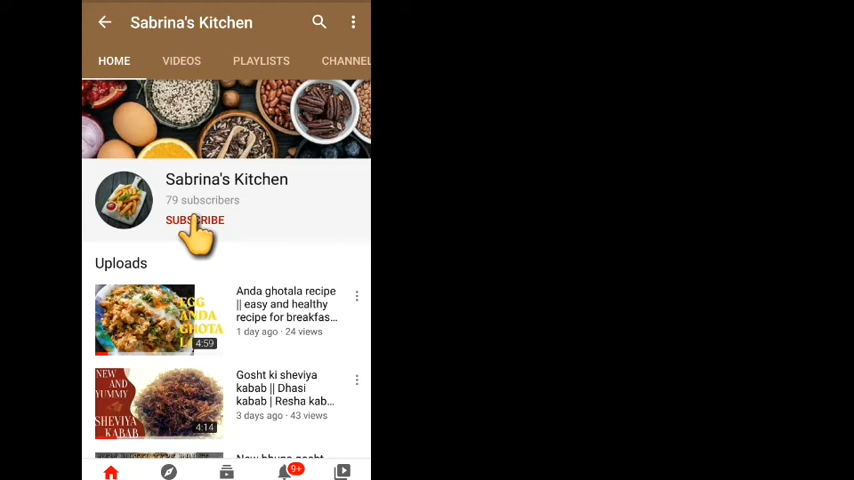 Sabrina's Kitchen
HOME VIDEOS PLAYLISTS CHANNEL
Sabrina's Kitchen
79 subscribers
SUBSCRIBE
Uploads
EGG
ANDA
GHOTA
4:59
Anda ghotala recipe
|| easy and healthy
recipe for breakfas...
1 day ago · 24 views
NEW
AND
YUMMY
SHEVIYA
KABAB
4:14
Gosht ki sheviya
kabab || Dhasi
kabab | Resha kab...
3 days ago · 43 views
9+